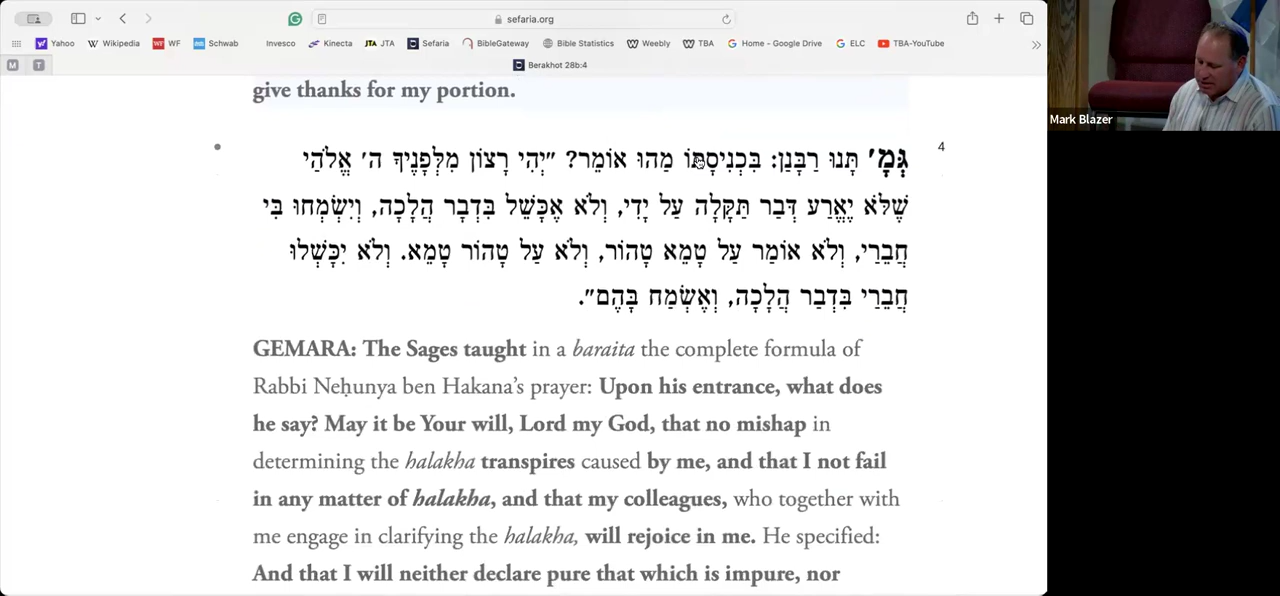 sefaria.org
Yahoo Wikipedia WF WF Schwab Invesco Kinecta JTA JTA Sefaria BibleGateway Bible Statistics Weebly TBA Home - Google Drive ELC TBA-YouTube
M T Berakhot 28b:4
give thanks for my portion.
4
גְּמָ׳ תָּנוּ רַבָּנַן: בִּכְנִיסָתוֹ מַהוּ אוֹמֵר? ״יְהִי רָצוֹן מִלְּפָנֶיךָ ה׳ אֱלֹהַי
שֶׁלֹּא יֶאֱרַע דְּבַר תַּקָּלָה עַל יָדִי, וְלֹא אֶכָּשֵׁל בִּדְבַר הֲלָכָה, וְיִשְׂמְחוּ בִּי
חֲבֵרַי, וְלֹא אוֹמַר עַל טָמֵא טָהוֹר, וְלֹא עַל טָהוֹר טָמֵא. וְלֹא יִכָּשְׁלוּ
חֲבֵרַי בִּדְבַר הֲלָכָה, וְאֶשְׂמַח בָּהֶם״.
GEMARA: The Sages taught in a baraita the complete formula of
Rabbi Neḥunya ben Hakana’s prayer: Upon his entrance, what does
he say? May it be Your will, Lord my God, that no mishap in
determining the halakha transpires caused by me, and that I not fail
in any matter of halakha, and that my colleagues, who together with
me engage in clarifying the halakha, will rejoice in me. He specified:
And that I will neither declare pure that which is impure, nor
Mark Blazer